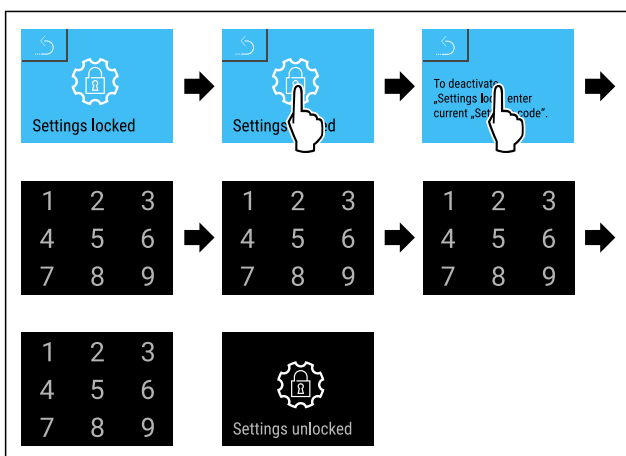 Settings locked
Settings ed
To deactivate
„Settings lo enter
current „Set code“.
1 2 3
4 5 6
7 8 9
1 2 3
4 5 6
7 8 9
1 2 3
4 5 6
7 8 9
1 2 3
4 5 6
7 8 9
Settings unlocked